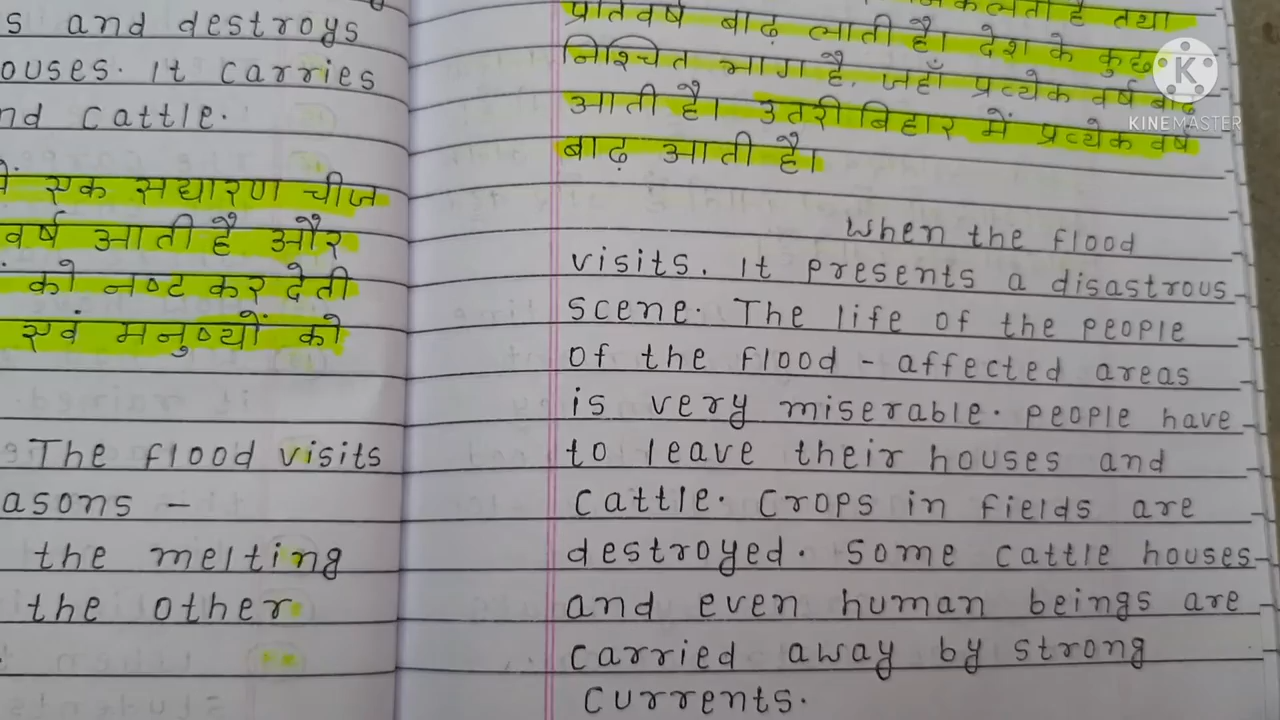 s and destroys
ouses. It carries
nd cattle.
में एक सधारण चीज
वर्ष आती है और
को नष्ट कर देती
एवं मनुष्यों को
The flood visits
asons -
the melting
the other
निकलती है तथा
प्रतिवर्ष बाढ़ लाती है। देश के कुछ
निश्चित भाग है, जहाँ प्रत्येक वर्ष बाढ़
आती है। उतरी बिहार में प्रत्येक वर्ष
बाढ़ आती है।
When the flood
visits. It presents a disastrous
scene. The life of the people
of the flood - affected areas
is very miserable. people have
to leave their houses and
cattle. Crops in fields are
destroyed. Some cattle houses
and even human beings are
carried away by strong
currents.
KINEMASTER